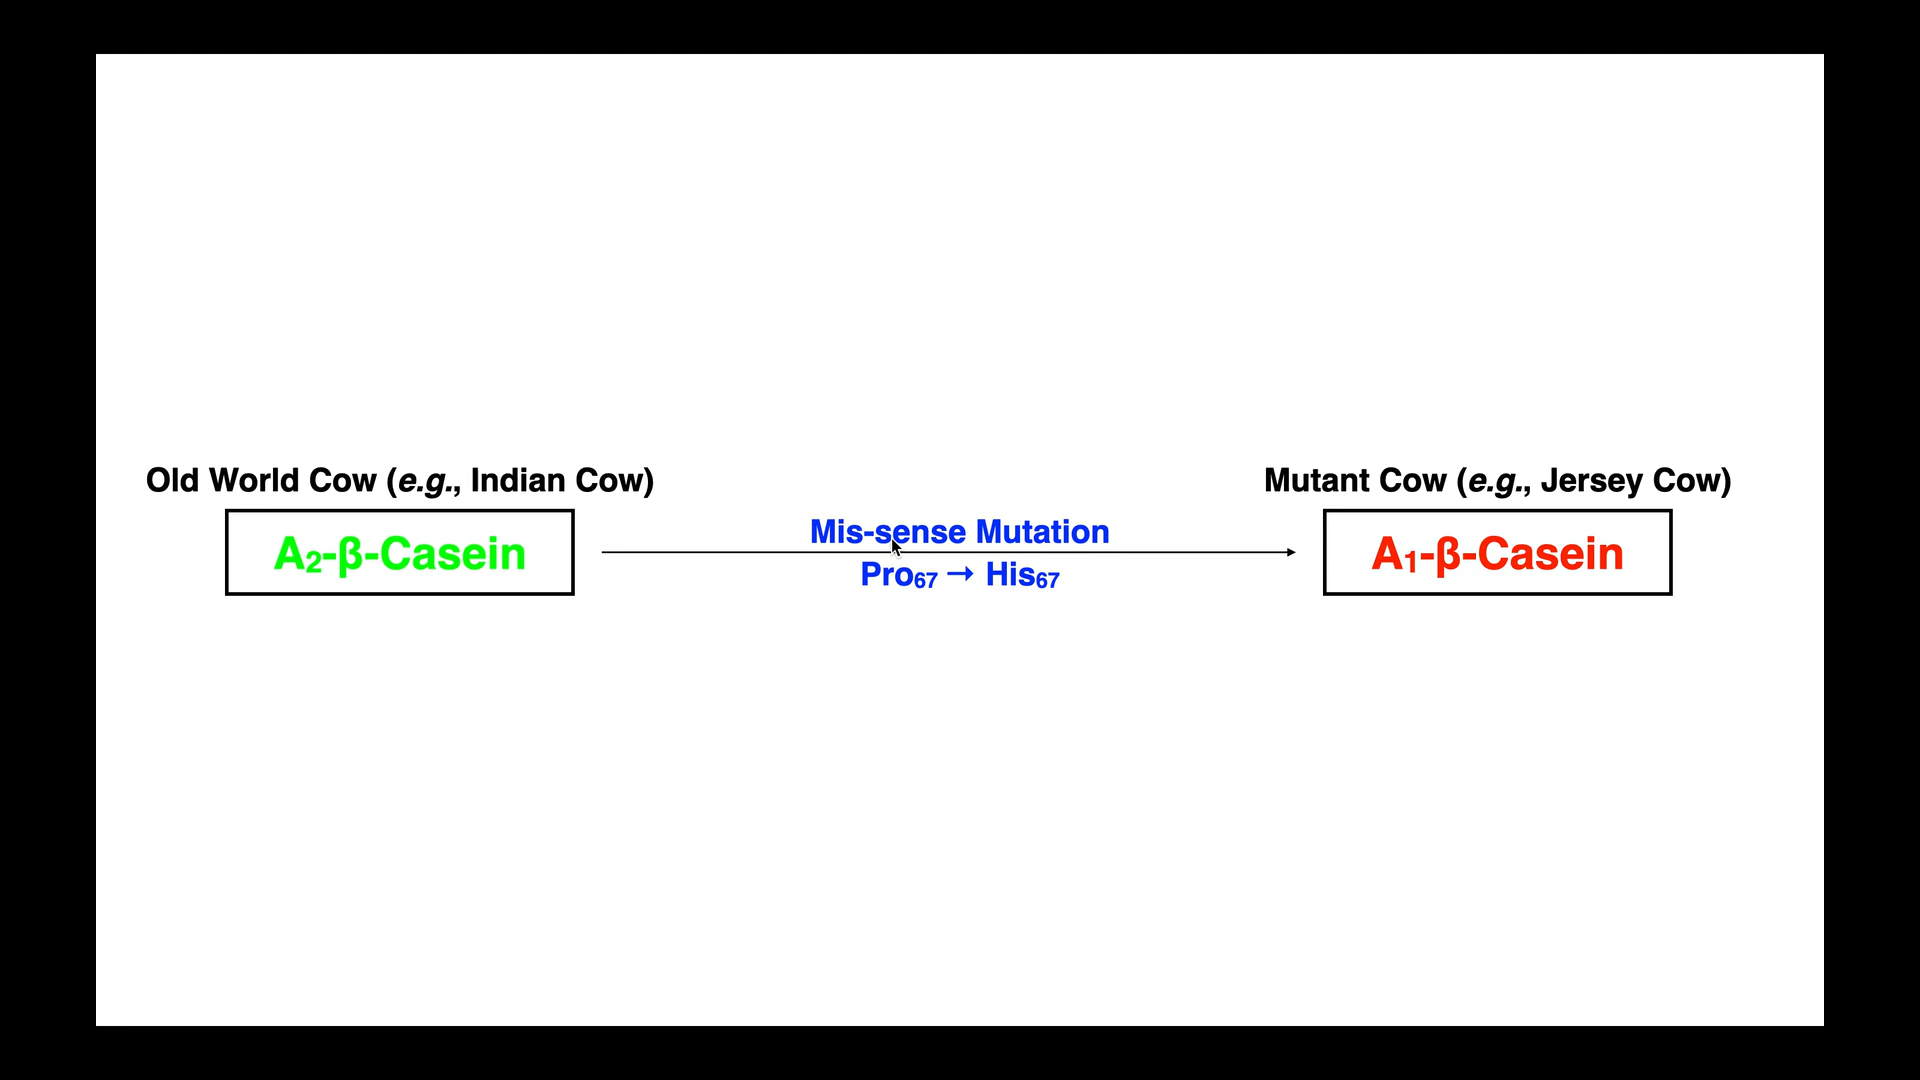 Old World Cow (e.g., Indian Cow)
A₂-β-Casein
Mis-sense Mutation
Pro₆₇ → His₆₇
Mutant Cow (e.g., Jersey Cow)
A₁-β-Casein